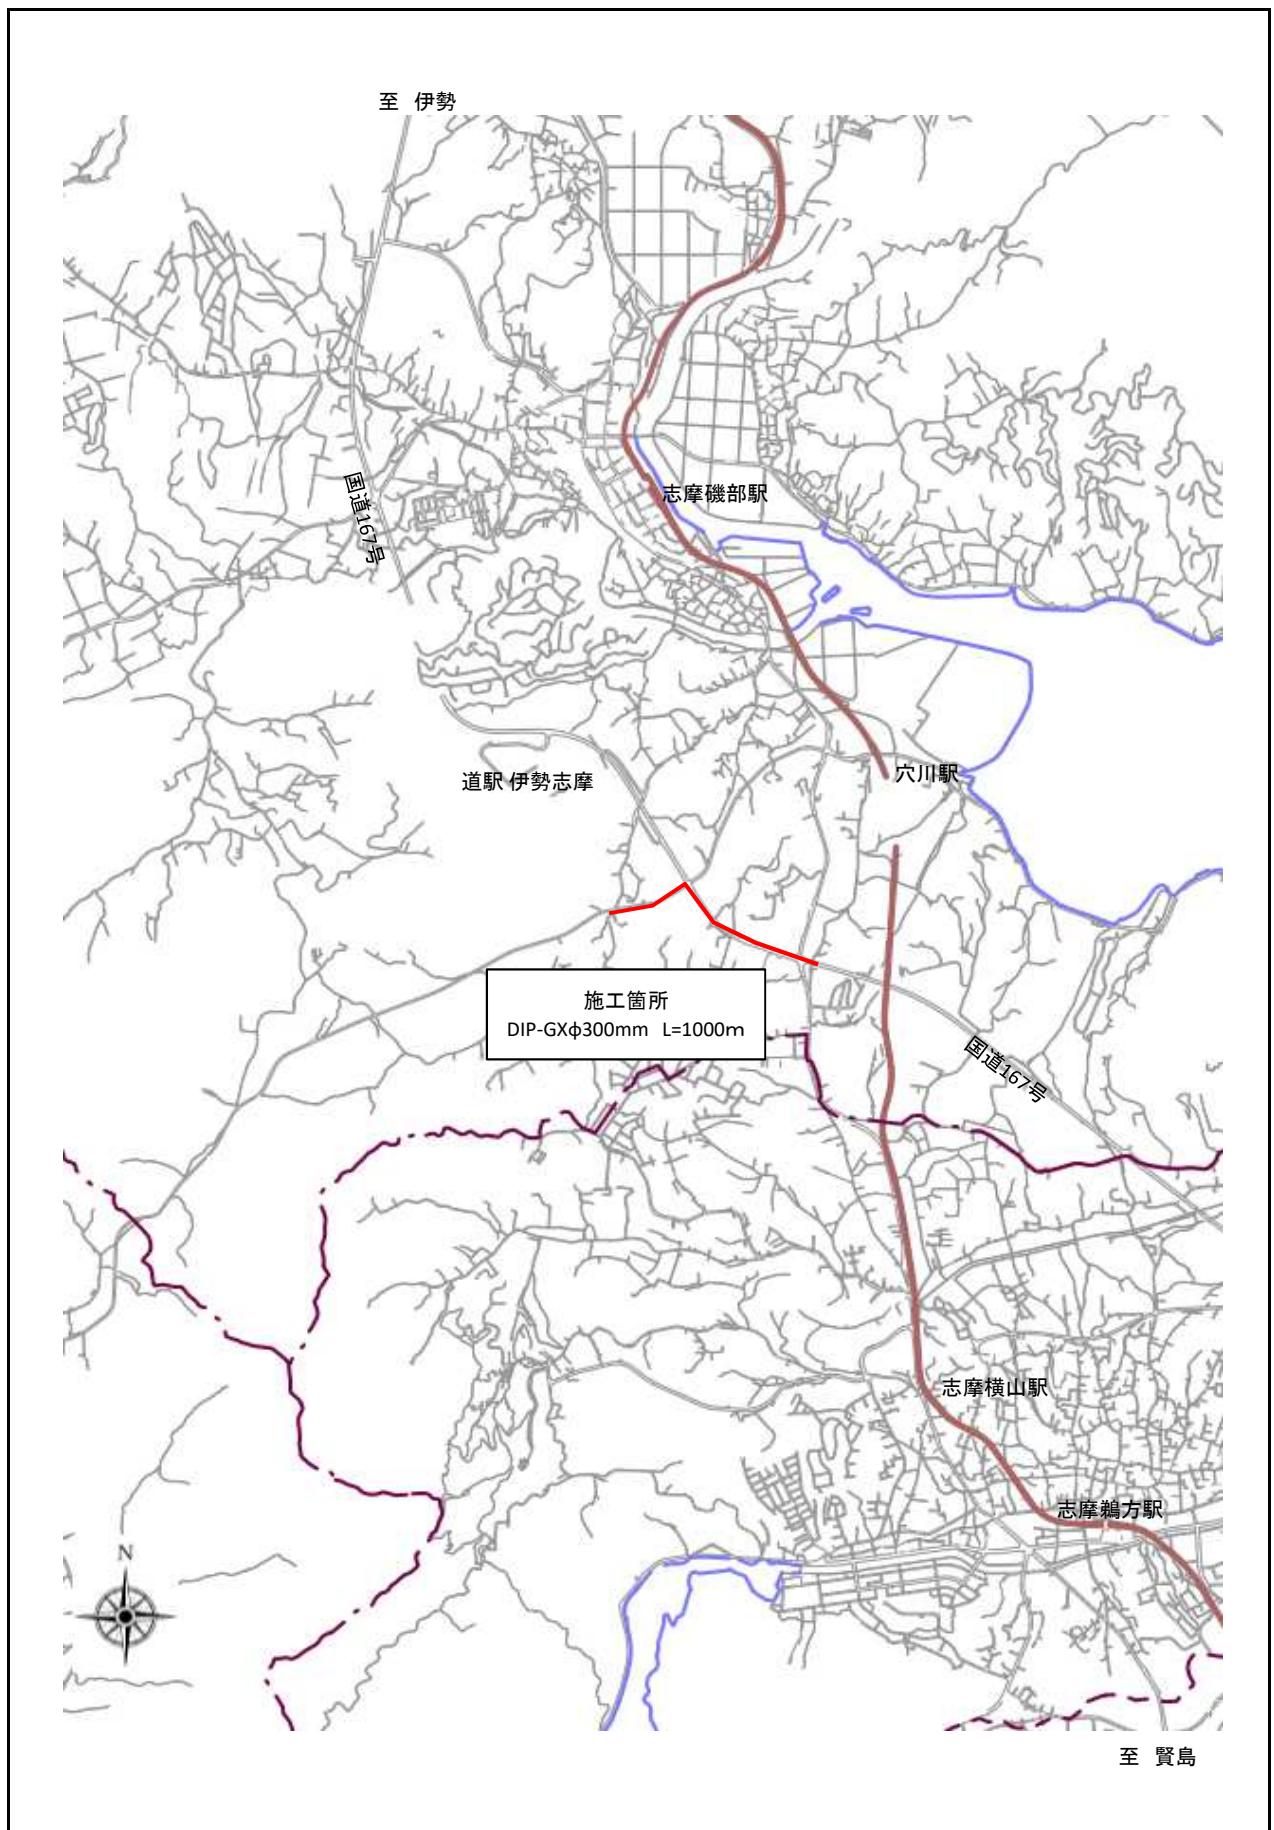 至 伊勢
志摩磯部駅
国道167号
穴川駅
道駅 伊勢志摩
施工箇所
DIP-GXφ300mm L=1000m
国道167号
志摩横山駅
志摩鵜方駅
N
至 賢島